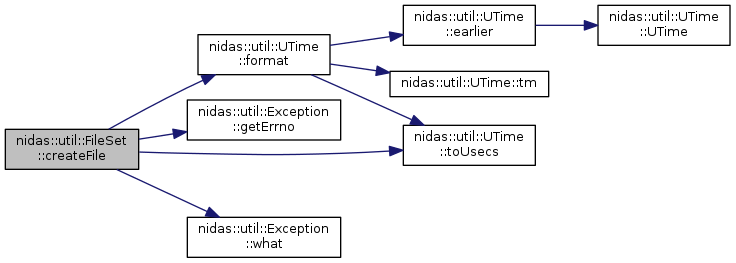 nidas::util::FileSet
::createFile
nidas::util::UTime
::format
nidas::util::Exception
::getErrno
nidas::util::Exception
::what
nidas::util::UTime
::earlier
nidas::util::UTime::tm
nidas::util::UTime
::toUsecs
nidas::util::UTime
::UTime